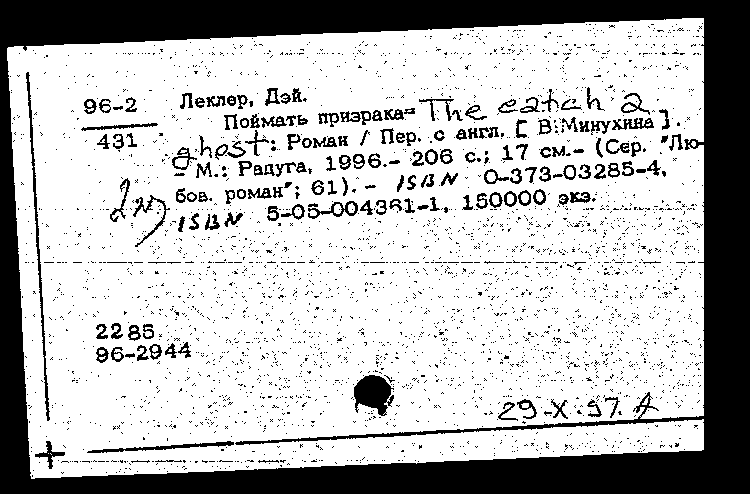 96-2
431
Леклер, Дэй.
Поймать призрака= The catch a
ghost: Роман / Пер. с англ. [ В.Минухина ].
- М.: Радуга, 1996.- 206 с.; 17 см.- (Сер. "Лю-
бов. роман"; 61). - ISBN 0-373-03285-4,
ISBN 5-05-004361-1, 150000 экз.
2285
96-2944
29-X-97. A